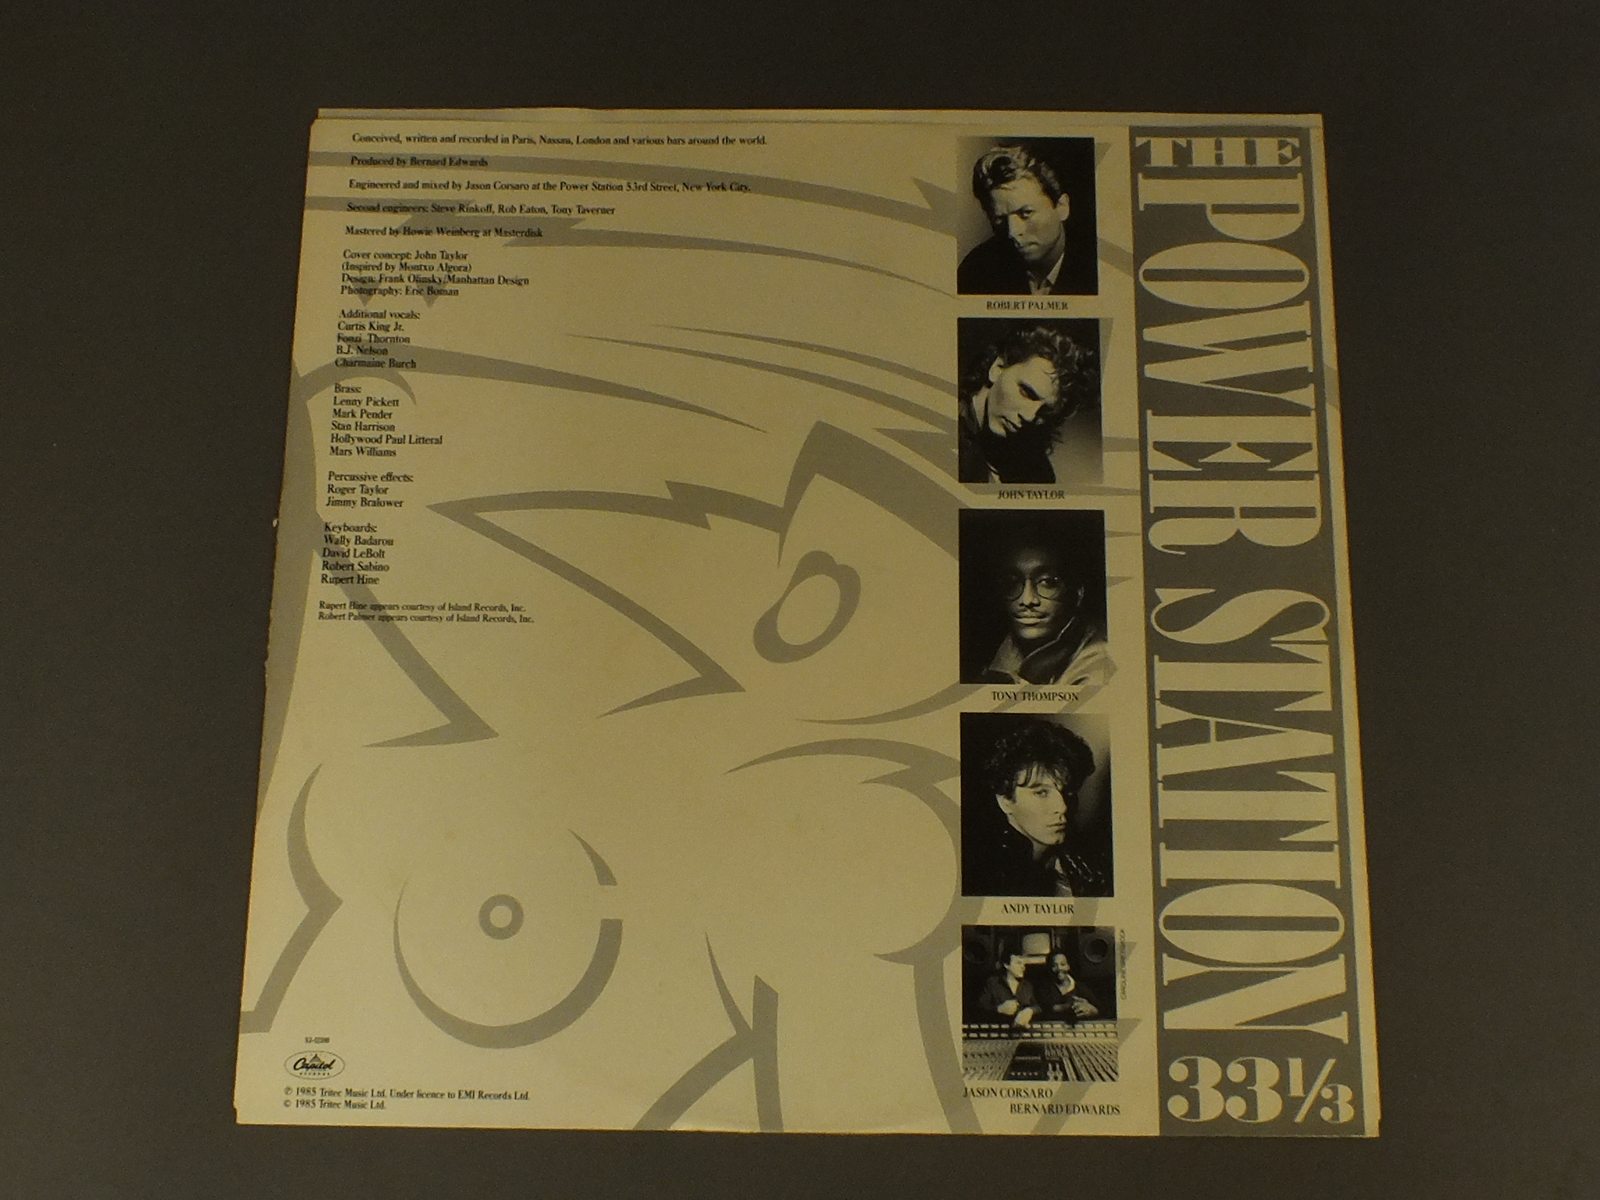 Conceived, written and recorded in Paris, Nassau, London and various bars around the world.
Produced by Bernard Edwards
Engineered and mixed by Jason Corsaro at the Power Station 53rd Street, New York City.
Second engineers: Steve Rinkoff, Rob Eaton, Tony Taverner
Mastered by Howie Weinberg at Masterdisk
Cover concept: John Taylor
(Inspired by Montxo Algora)
Design: Frank Olinsky/Manhattan Design
Photography: Eric Boman
Additional vocals:
Curtis King Jr.
Fonzi Thornton
B.J. Nelson
Charmaine Burch
Brass:
Lenny Pickett
Mark Pender
Stan Harrison
Hollywood Paul Litteral
Mars Williams
Percussive effects:
Roger Taylor
Jimmy Bralower
Keyboards:
Wally Badarou
David LeBolt
Robert Sabino
Rupert Hine
Rupert Hine appears courtesy of Island Records, Inc.
Robert Palmer appears courtesy of Island Records, Inc.
Capitol
RECORDS
℗ 1985 Tritec Music Ltd. Under licence to EMI Records Ltd.
© 1985 Tritec Music Ltd.
ROBERT PALMER
JOHN TAYLOR
TONY THOMPSON
ANDY TAYLOR
JASON CORSARO
BERNARD EDWARDS
THE POWER STATION 33 1/3